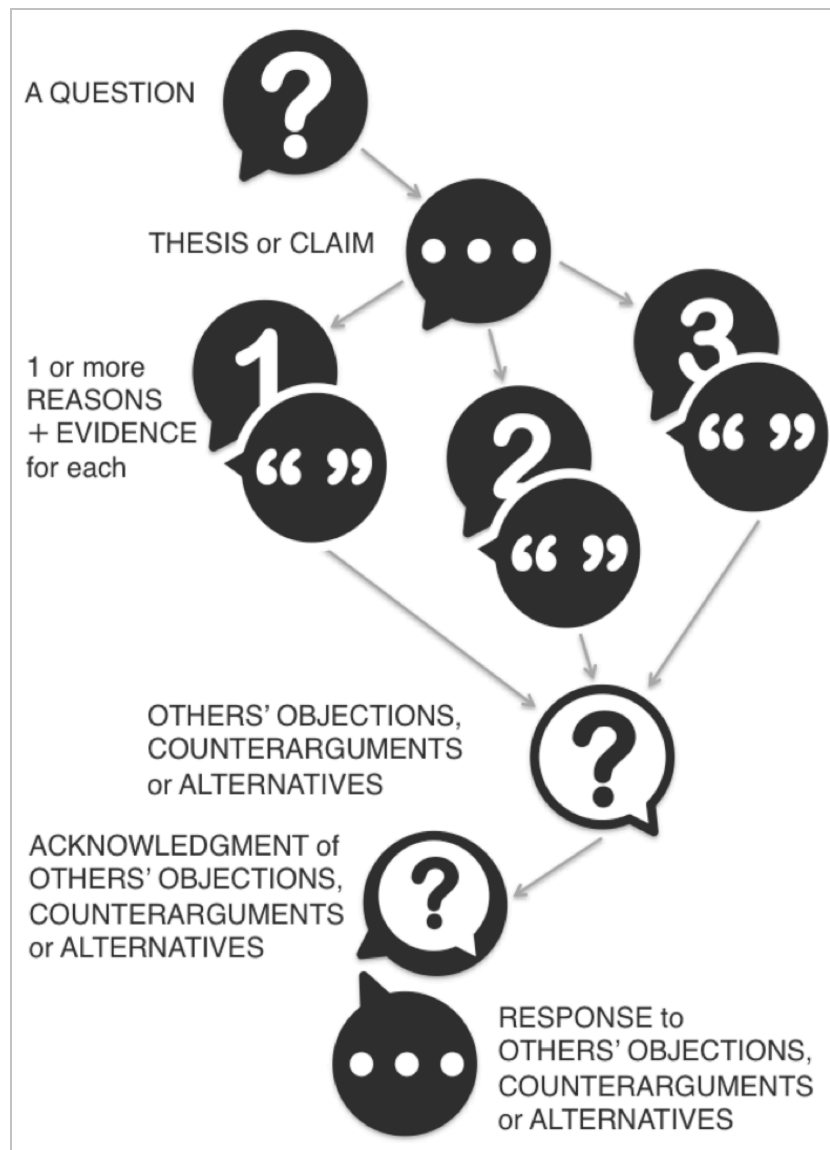 A QUESTION
?
THESIS or CLAIM
1
2
3
1 or more
REASONS
+ EVIDENCE
for each
“ ”
“ ”
“ ”
OTHERS’ OBJECTIONS,
COUNTERARGUMENTS
or ALTERNATIVES
?
ACKNOWLEDGMENT of
OTHERS’ OBJECTIONS,
COUNTERARGUMENTS
or ALTERNATIVES
?
RESPONSE to
OTHERS’ OBJECTIONS,
COUNTERARGUMENTS
or ALTERNATIVES